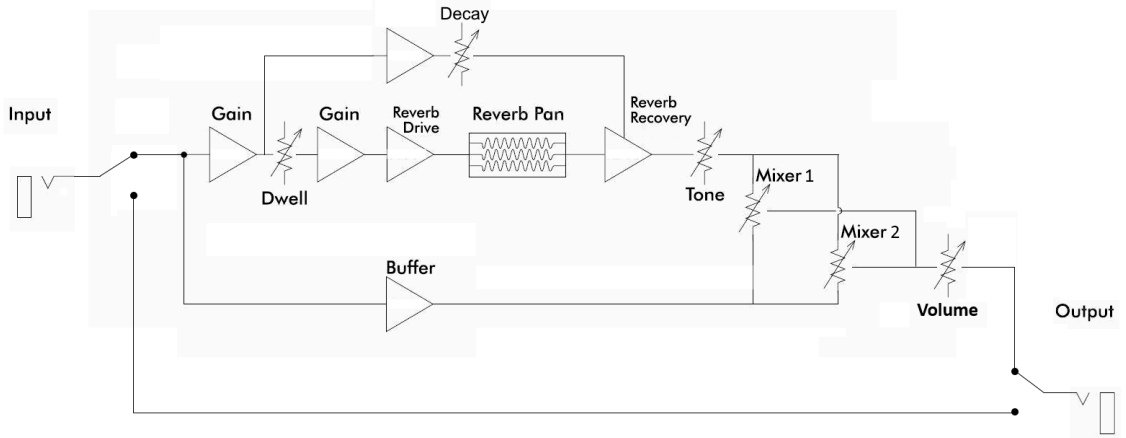 Decay
Input
Gain
Gain
Reverb
Drive
Reverb Pan
Reverb
Recovery
Dwell
Tone
Mixer 1
Mixer 2
Buffer
Volume
Output